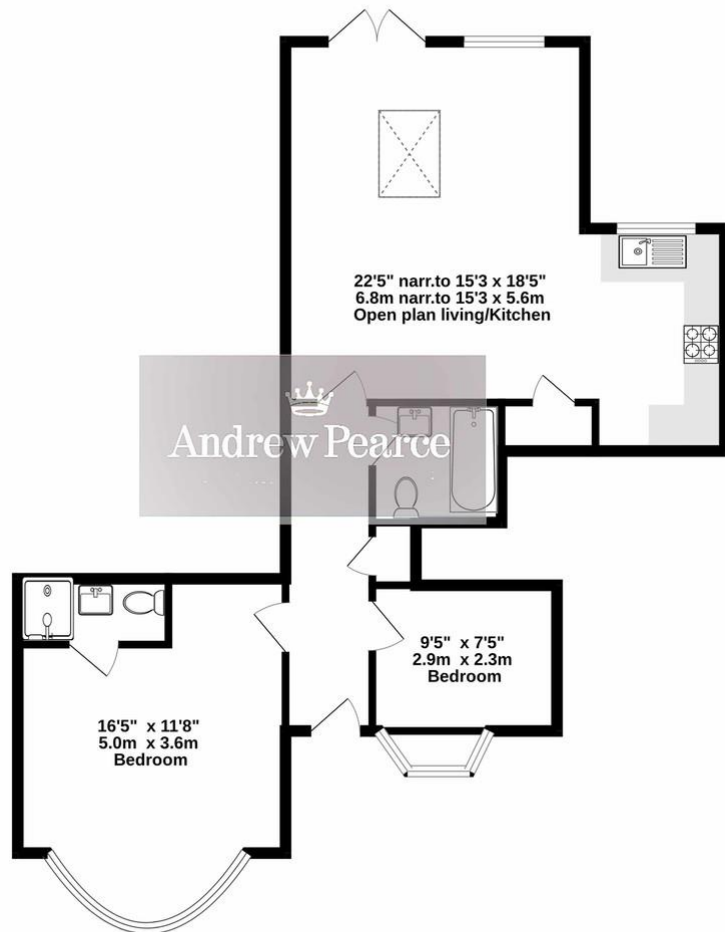 22'5" narr.to 15'3 x 18'5"
6.8m narr.to 15'3 x 5.6m
Open plan living/Kitchen
Andrew Pearce
9'5" x 7'5"
2.9m x 2.3m
Bedroom
16'5" x 11'8"
5.0m x 3.6m
Bedroom